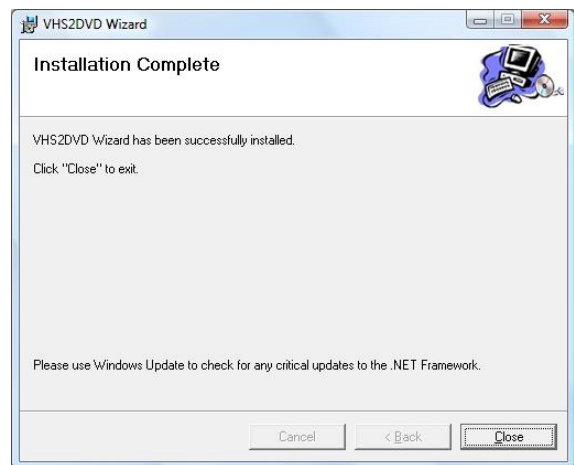 VHS2DVD Wizard
Installation Complete
VHS2DVD Wizard has been successfully installed.
Click "Close" to exit.
Please use Windows Update to check for any critical updates to the .NET Framework.
Cancel
< Back
Close